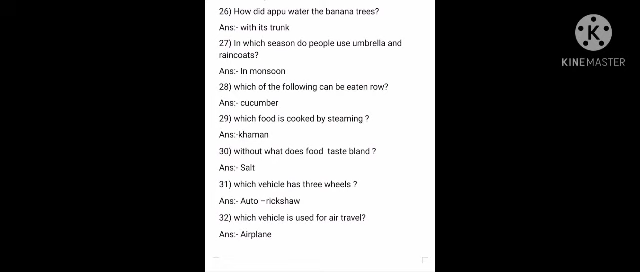 26) How did appu water the banana trees?
Ans:- with its trunk
27) In which season do people use umbrella and
raincoats?
Ans:- In monsoon
28) which of the following can be eaten row?
Ans:- cucumber
29) which food is cooked by steaming ?
Ans:-khaman
30) without what does food taste bland ?
Ans:- Salt
31) which vehicle has three wheels ?
Ans:- Auto –rickshaw
32) which vehicle is used for air travel?
Ans:- Airplane
K
KINEMASTER